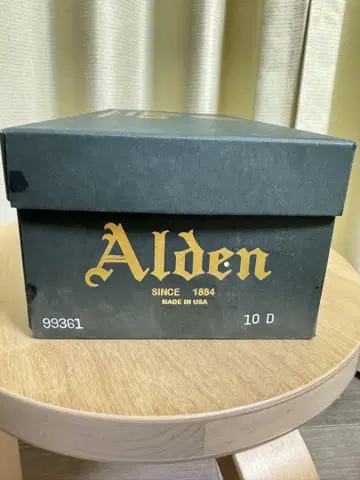 Alden
SINCE 1884
MADE IN USA
99361 10 D